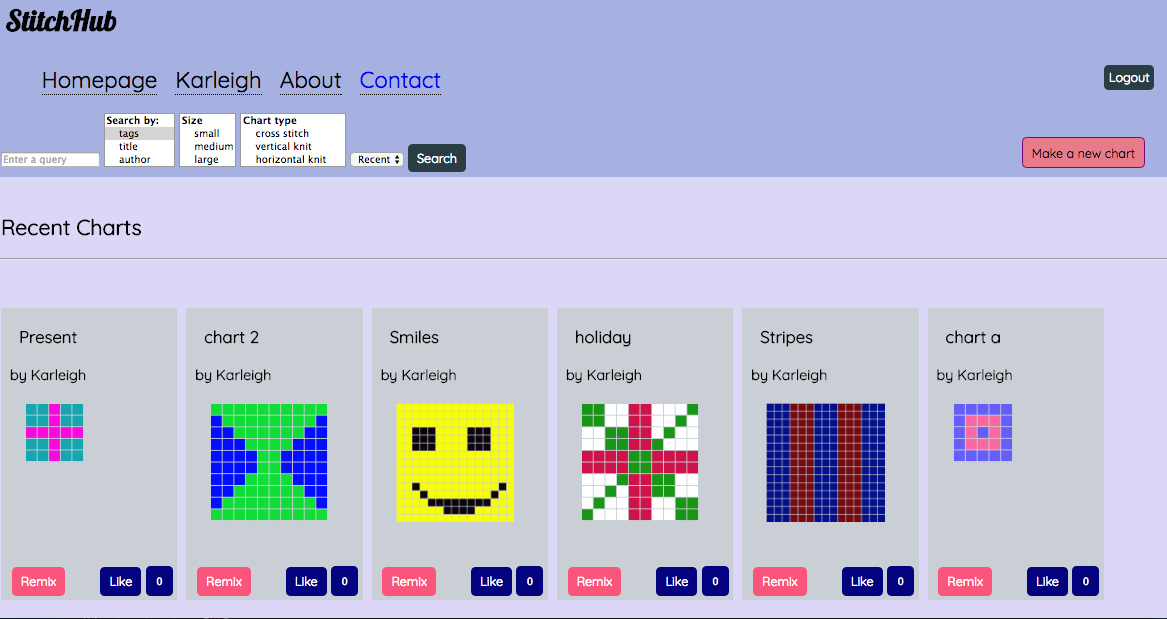 StitchHub
Homepage Karleigh About Contact
Logout
Search by: Size Chart type
tags small cross stitch
title medium vertical knit
Enter a query author large horizontal knit Recent Search
Make a new chart
Recent Charts
Present chart 2 Smiles holiday Stripes chart a
by Karleigh by Karleigh by Karleigh by Karleigh by Karleigh by Karleigh
Remix Like 0 Remix Like 0 Remix Like 0 Remix Like 0 Remix Like 0 Remix Like 0